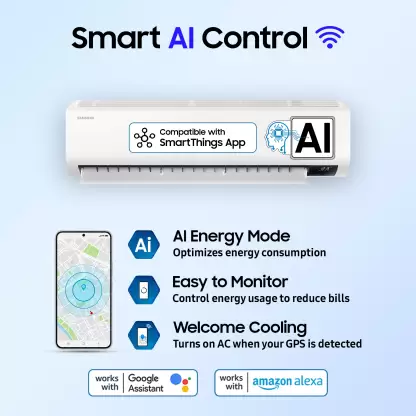 Smart AI Control
SAMSUNG
Compatible with
SmartThings App
AI
Ai
AI Energy Mode
Optimizes energy consumption
Easy to Monitor
Control energy usage to reduce bills
Welcome Cooling
Turns on AC when your GPS is detected
works with Google Assistant
works with amazon alexa